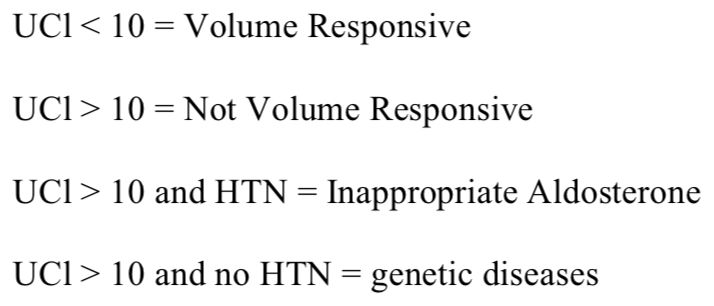 UCl < 10 = Volume Responsive
UCl > 10 = Not Volume Responsive
UCl > 10 and HTN = Inappropriate Aldosterone
UCl > 10 and no HTN = genetic diseases